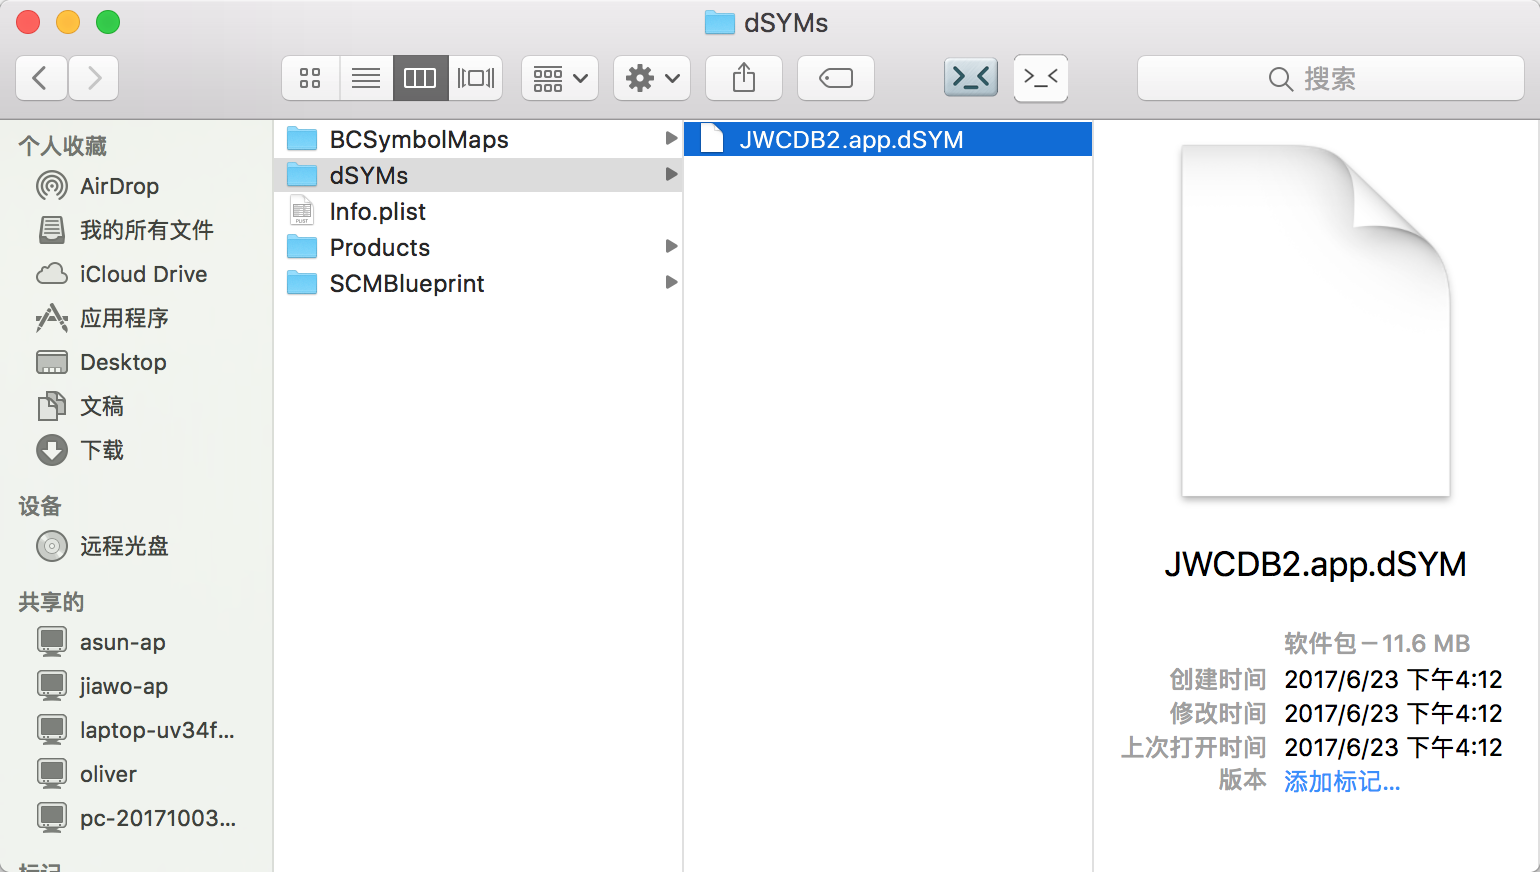 dSYMs
搜索
个人收藏
AirDrop
我的所有文件
iCloud Drive
应用程序
Desktop
文稿
下载
设备
远程光盘
共享的
asun-ap
jiawo-ap
laptop-uv34f...
oliver
pc-20171003...
标记
BCSymbolMaps
dSYMs
Info.plist
Products
SCMBlueprint
JWCDB2.app.dSYM
JWCDB2.app.dSYM
软件包 – 11.6 MB
创建时间 2017/6/23 下午4:12
修改时间 2017/6/23 下午4:12
上次打开时间 2017/6/23 下午4:12
版本 添加标记...